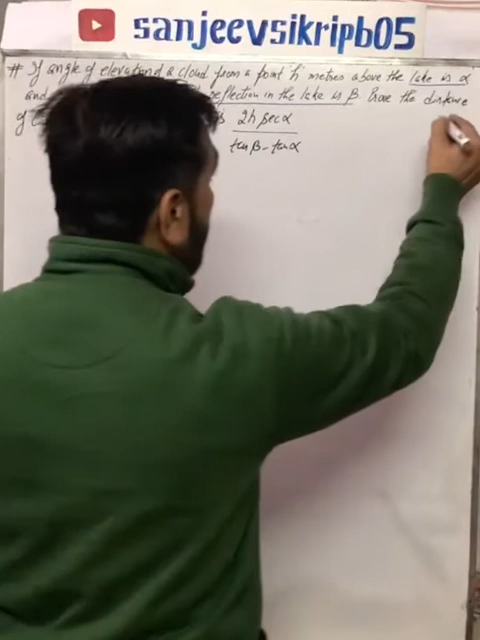 sanjeevsikripb05
# If angle of elevation of a cloud from a point 'h' metres above the lake is α
and reflection in the lake is β. Prove the distance
of 2h secα
tanβ - tanα